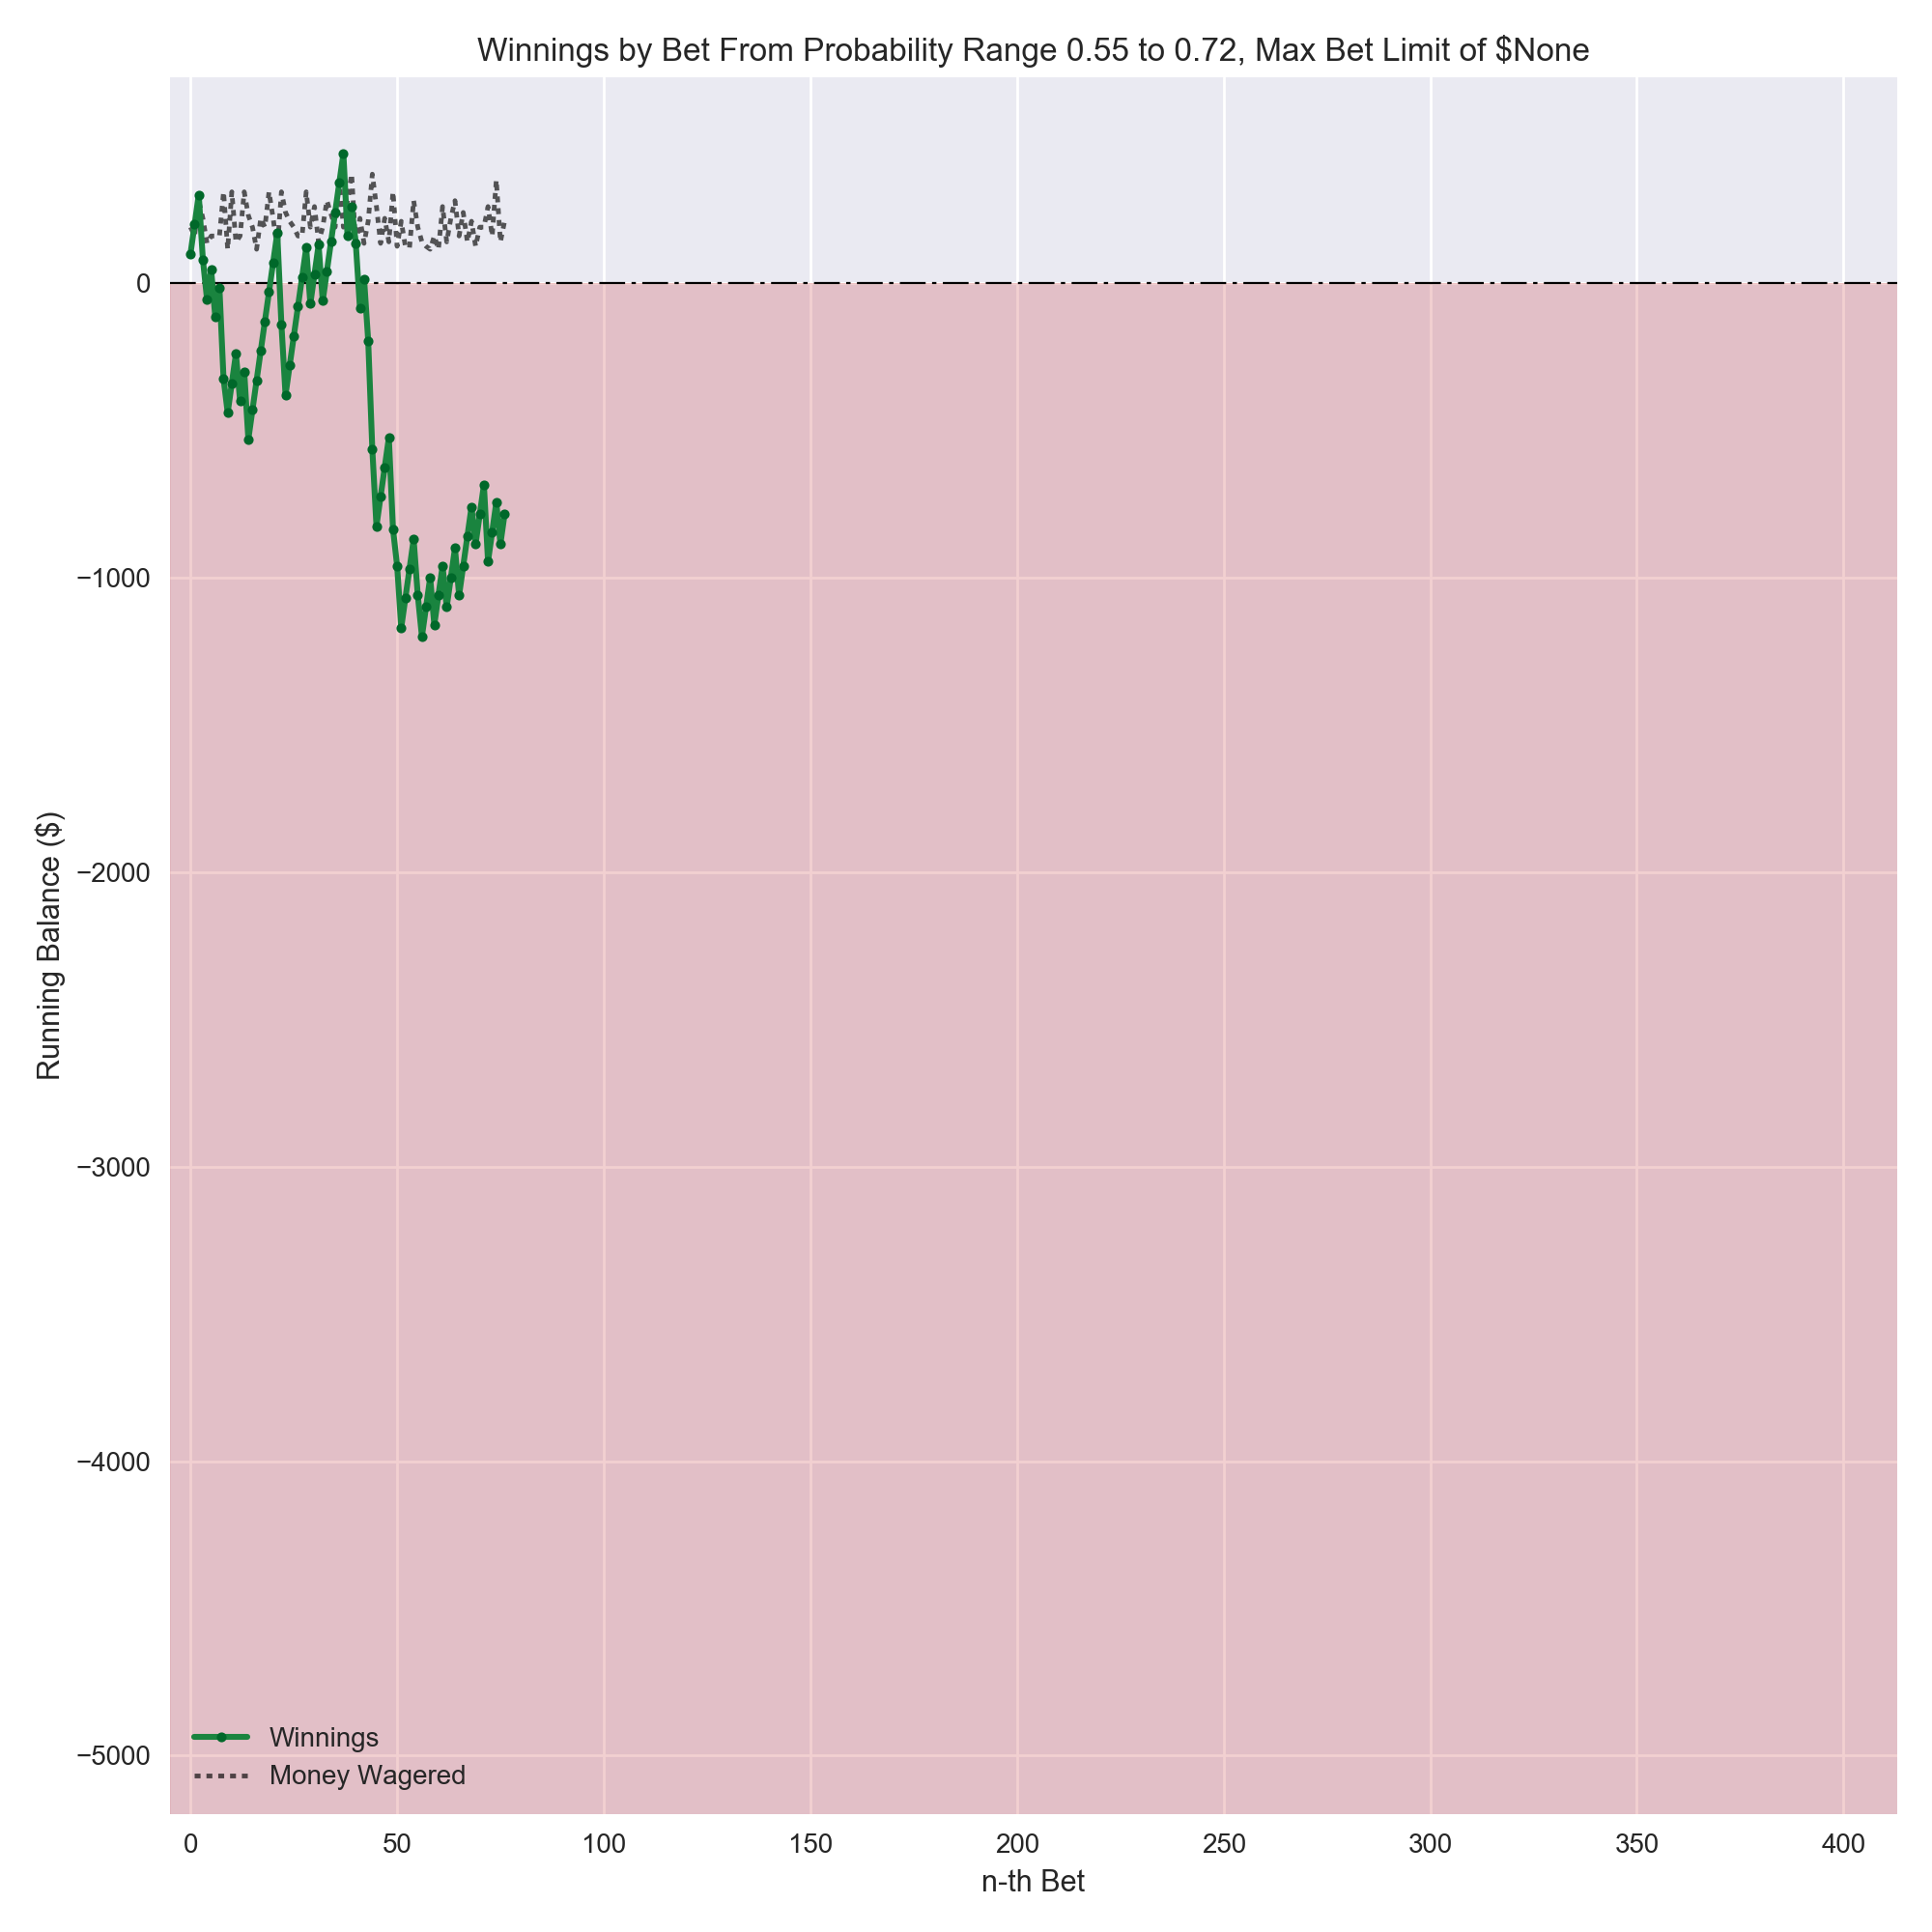 Winnings by Bet From Probability Range 0.55 to 0.72, Max Bet Limit of $None
Running Balance ($)
0
−1000
−2000
−3000
−4000
−5000
Winnings
Money Wagered
0 50 100 150 200 250 300 350 400
n-th Bet